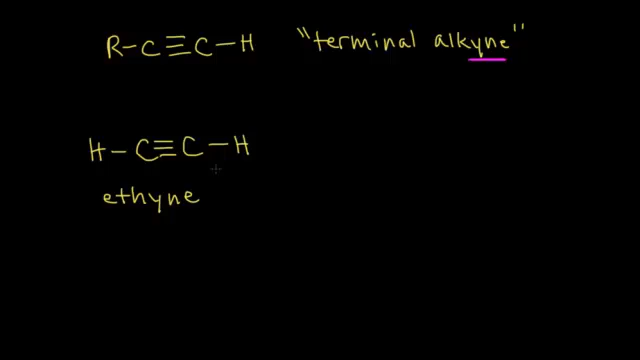 R-C≡C-H "terminal alkyne"
H-C≡C-H
ethyne